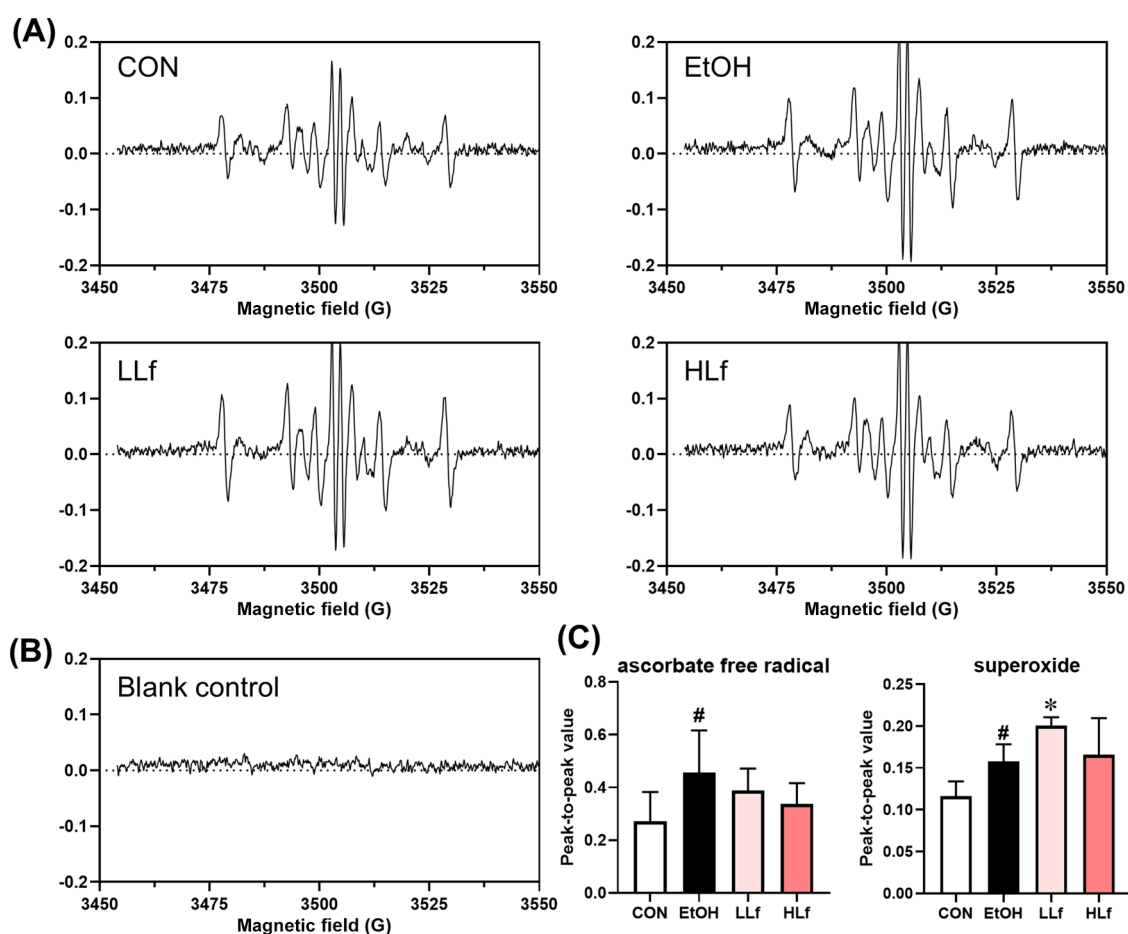 (A)
CON
0.2
0.1
0.0
-0.1
-0.2
3450 3475 3500 3525 3550
Magnetic field (G)
EtOH
0.2
0.1
0.0
-0.1
-0.2
3450 3475 3500 3525 3550
Magnetic field (G)
LLf
0.2
0.1
0.0
-0.1
-0.2
3450 3475 3500 3525 3550
Magnetic field (G)
HLf
0.2
0.1
0.0
-0.1
-0.2
3450 3475 3500 3525 3550
Magnetic field (G)
(B)
Blank control
0.2
0.1
0.0
-0.1
-0.2
3450 3475 3500 3525 3550
Magnetic field (G)
(C)
ascorbate free radical
Peak-to-peak value
0.8
0.6
0.4
0.2
0.0
#
CON EtOH LLf HLf
superoxide
Peak-to-peak value
0.25
0.20
0.15
0.10
0.05
0.00
#
*
CON EtOH LLf HLf